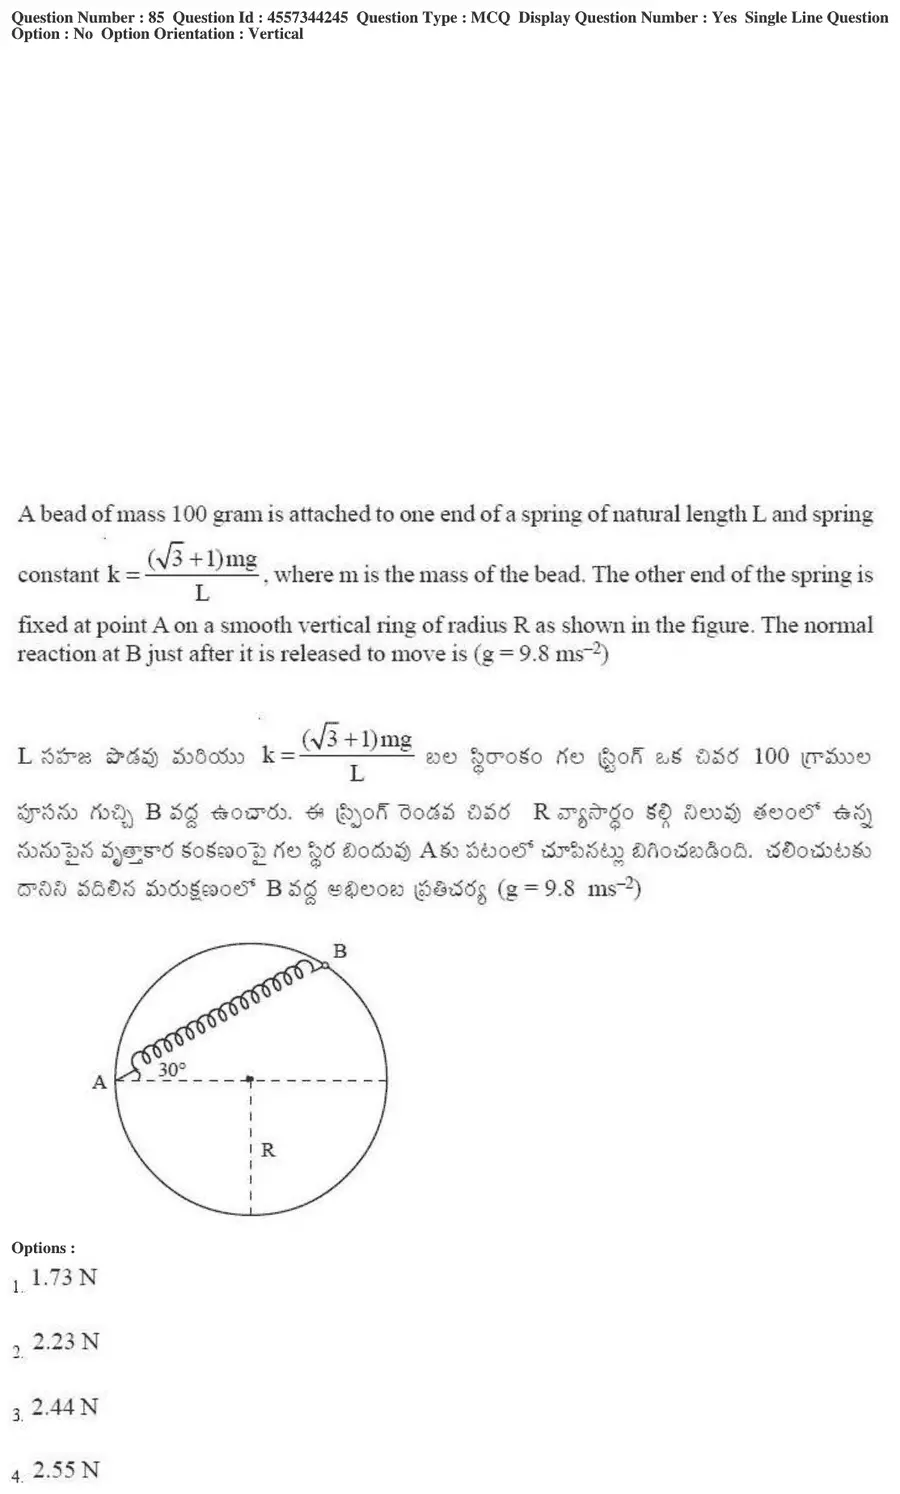 Question Number : 85 Question Id : 4557344245 Question Type : MCQ Display Question Number : Yes Single Line Question
Option : No Option Orientation : Vertical
A bead of mass 100 gram is attached to one end of a spring of natural length L and spring
constant k = (√3 + 1)mg / L , where m is the mass of the bead. The other end of the spring is
fixed at point A on a smooth vertical ring of radius R as shown in the figure. The normal
reaction at B just after it is released to move is (g = 9.8 ms⁻²)
L సహజ పొడవు మరియు k = (√3 + 1)mg / L బల స్థిరాంకం గల స్ప్రింగ్ ఒక చివర 100 గ్రాముల
పూసను గుచ్చి B వద్ద ఉంచారు. ఈ స్ప్రింగ్ రెండవ చివర R వ్యాసార్ధం కల్గి నిలువు తలంలో ఉన్న
నునుపైన వృత్తాకార కంకణంపై గల స్థిర బిందువు A కు పటంలో చూపినట్లు బిగించబడింది. చలించుటకు
దానిని వదిలిన మరుక్షణంలో B వద్ద అభిలంబ ప్రతిచర్య (g = 9.8 ms⁻²)
B
30°
A
R
Options :
1. 1.73 N
2. 2.23 N
3. 2.44 N
4. 2.55 N